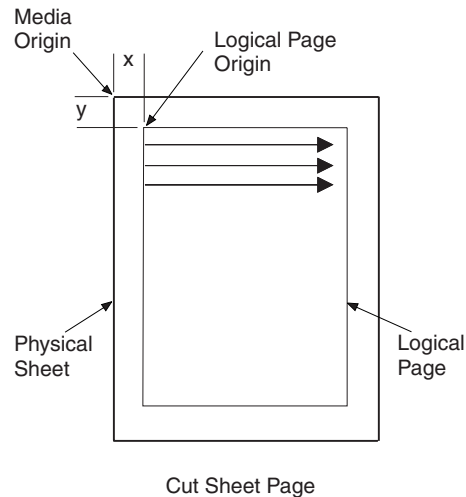 Media
Origin
x
Logical Page
Origin
y
Physical
Sheet
Logical
Page
Cut Sheet Page